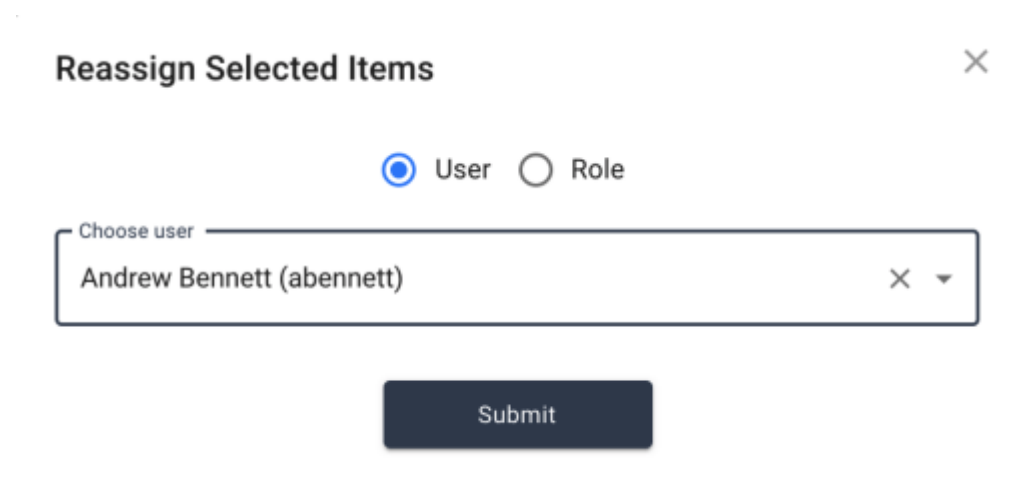 Reassign Selected Items
User Role
Choose user
Andrew Bennett (abennett)
Submit